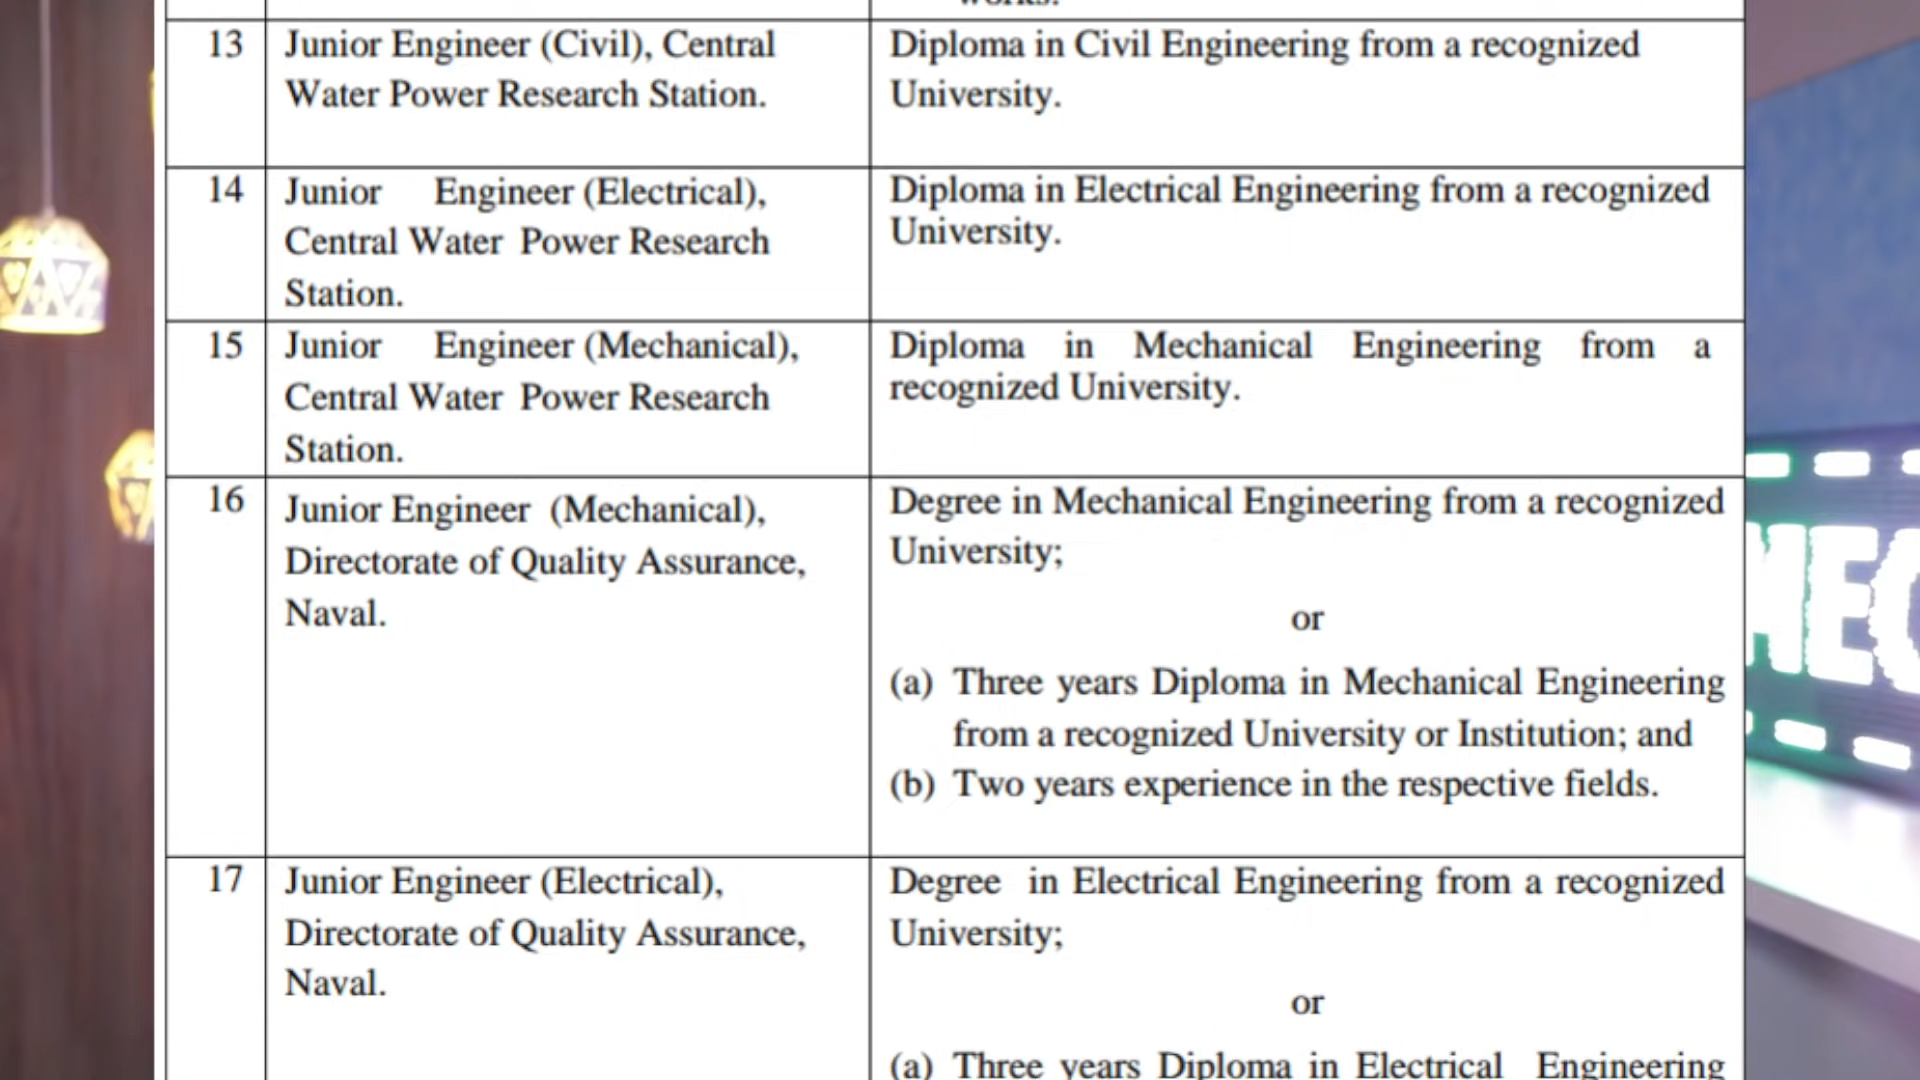 works.
13 Junior Engineer (Civil), Central Diploma in Civil Engineering from a recognized
Water Power Research Station. University.
14 Junior Engineer (Electrical), Diploma in Electrical Engineering from a recognized
Central Water Power Research University.
Station.
15 Junior Engineer (Mechanical), Diploma in Mechanical Engineering from a
Central Water Power Research recognized University.
Station.
16 Junior Engineer (Mechanical), Degree in Mechanical Engineering from a recognized
Directorate of Quality Assurance, University;
Naval.
or
(a) Three years Diploma in Mechanical Engineering
from a recognized University or Institution; and
(b) Two years experience in the respective fields.
17 Junior Engineer (Electrical), Degree in Electrical Engineering from a recognized
Directorate of Quality Assurance, University;
Naval.
or
(a) Three years Diploma in Electrical Engineering